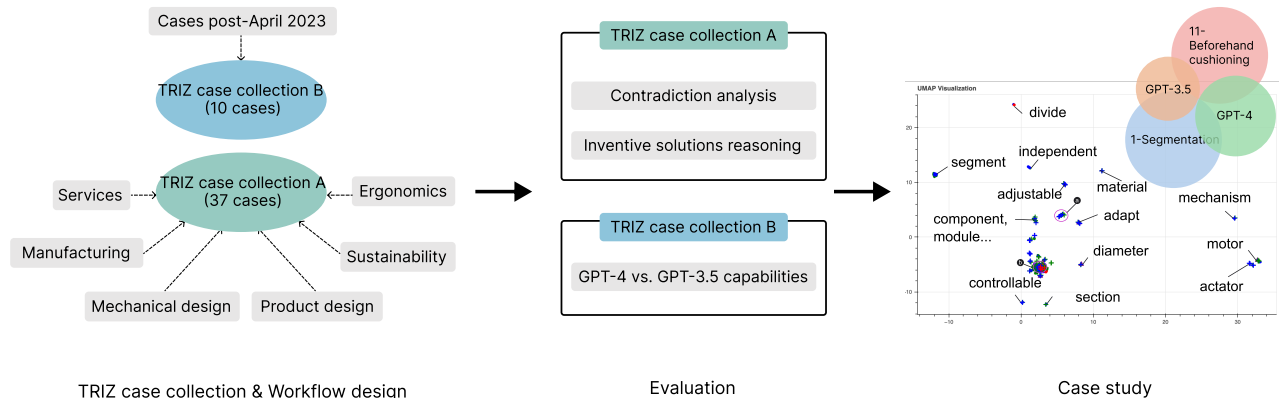 Cases post-April 2023
TRIZ case collection B
(10 cases)
TRIZ case collection A
(37 cases)
Services
Ergonomics
Manufacturing
Sustainability
Mechanical design
Product design
TRIZ case collection & Workflow design
TRIZ case collection A
Contradiction analysis
Inventive solutions reasoning
TRIZ case collection B
GPT-4 vs. GPT-3.5 capabilities
Evaluation
11-
Beforehand
cushioning
GPT-3.5
GPT-4
1-Segmentation
UMAP Visualization
divide
segment
independent
adjustable
material
mechanism
component,
module...
adapt
diameter
motor
actator
controllable
section
20
10
0
-10
-10
0
10
20
30
Case study